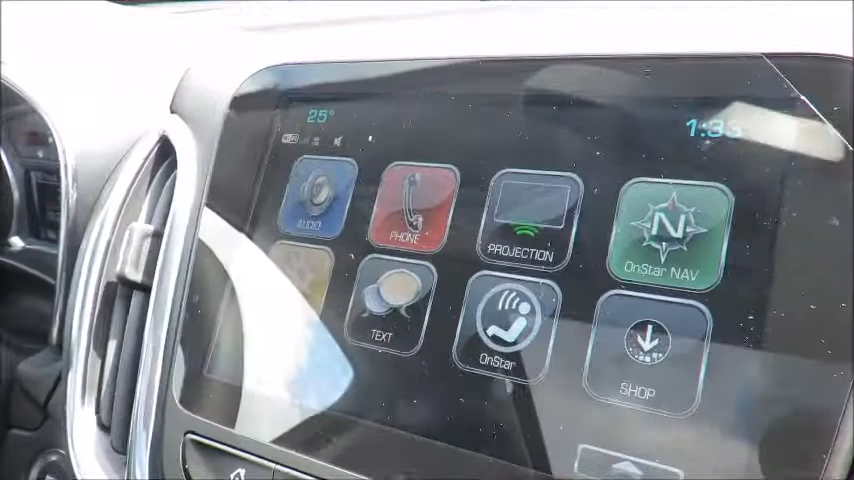 25°
1:33
AUDIO
PHONE
PROJECTION
N
OnStar NAV
TEXT
OnStar
SHOP